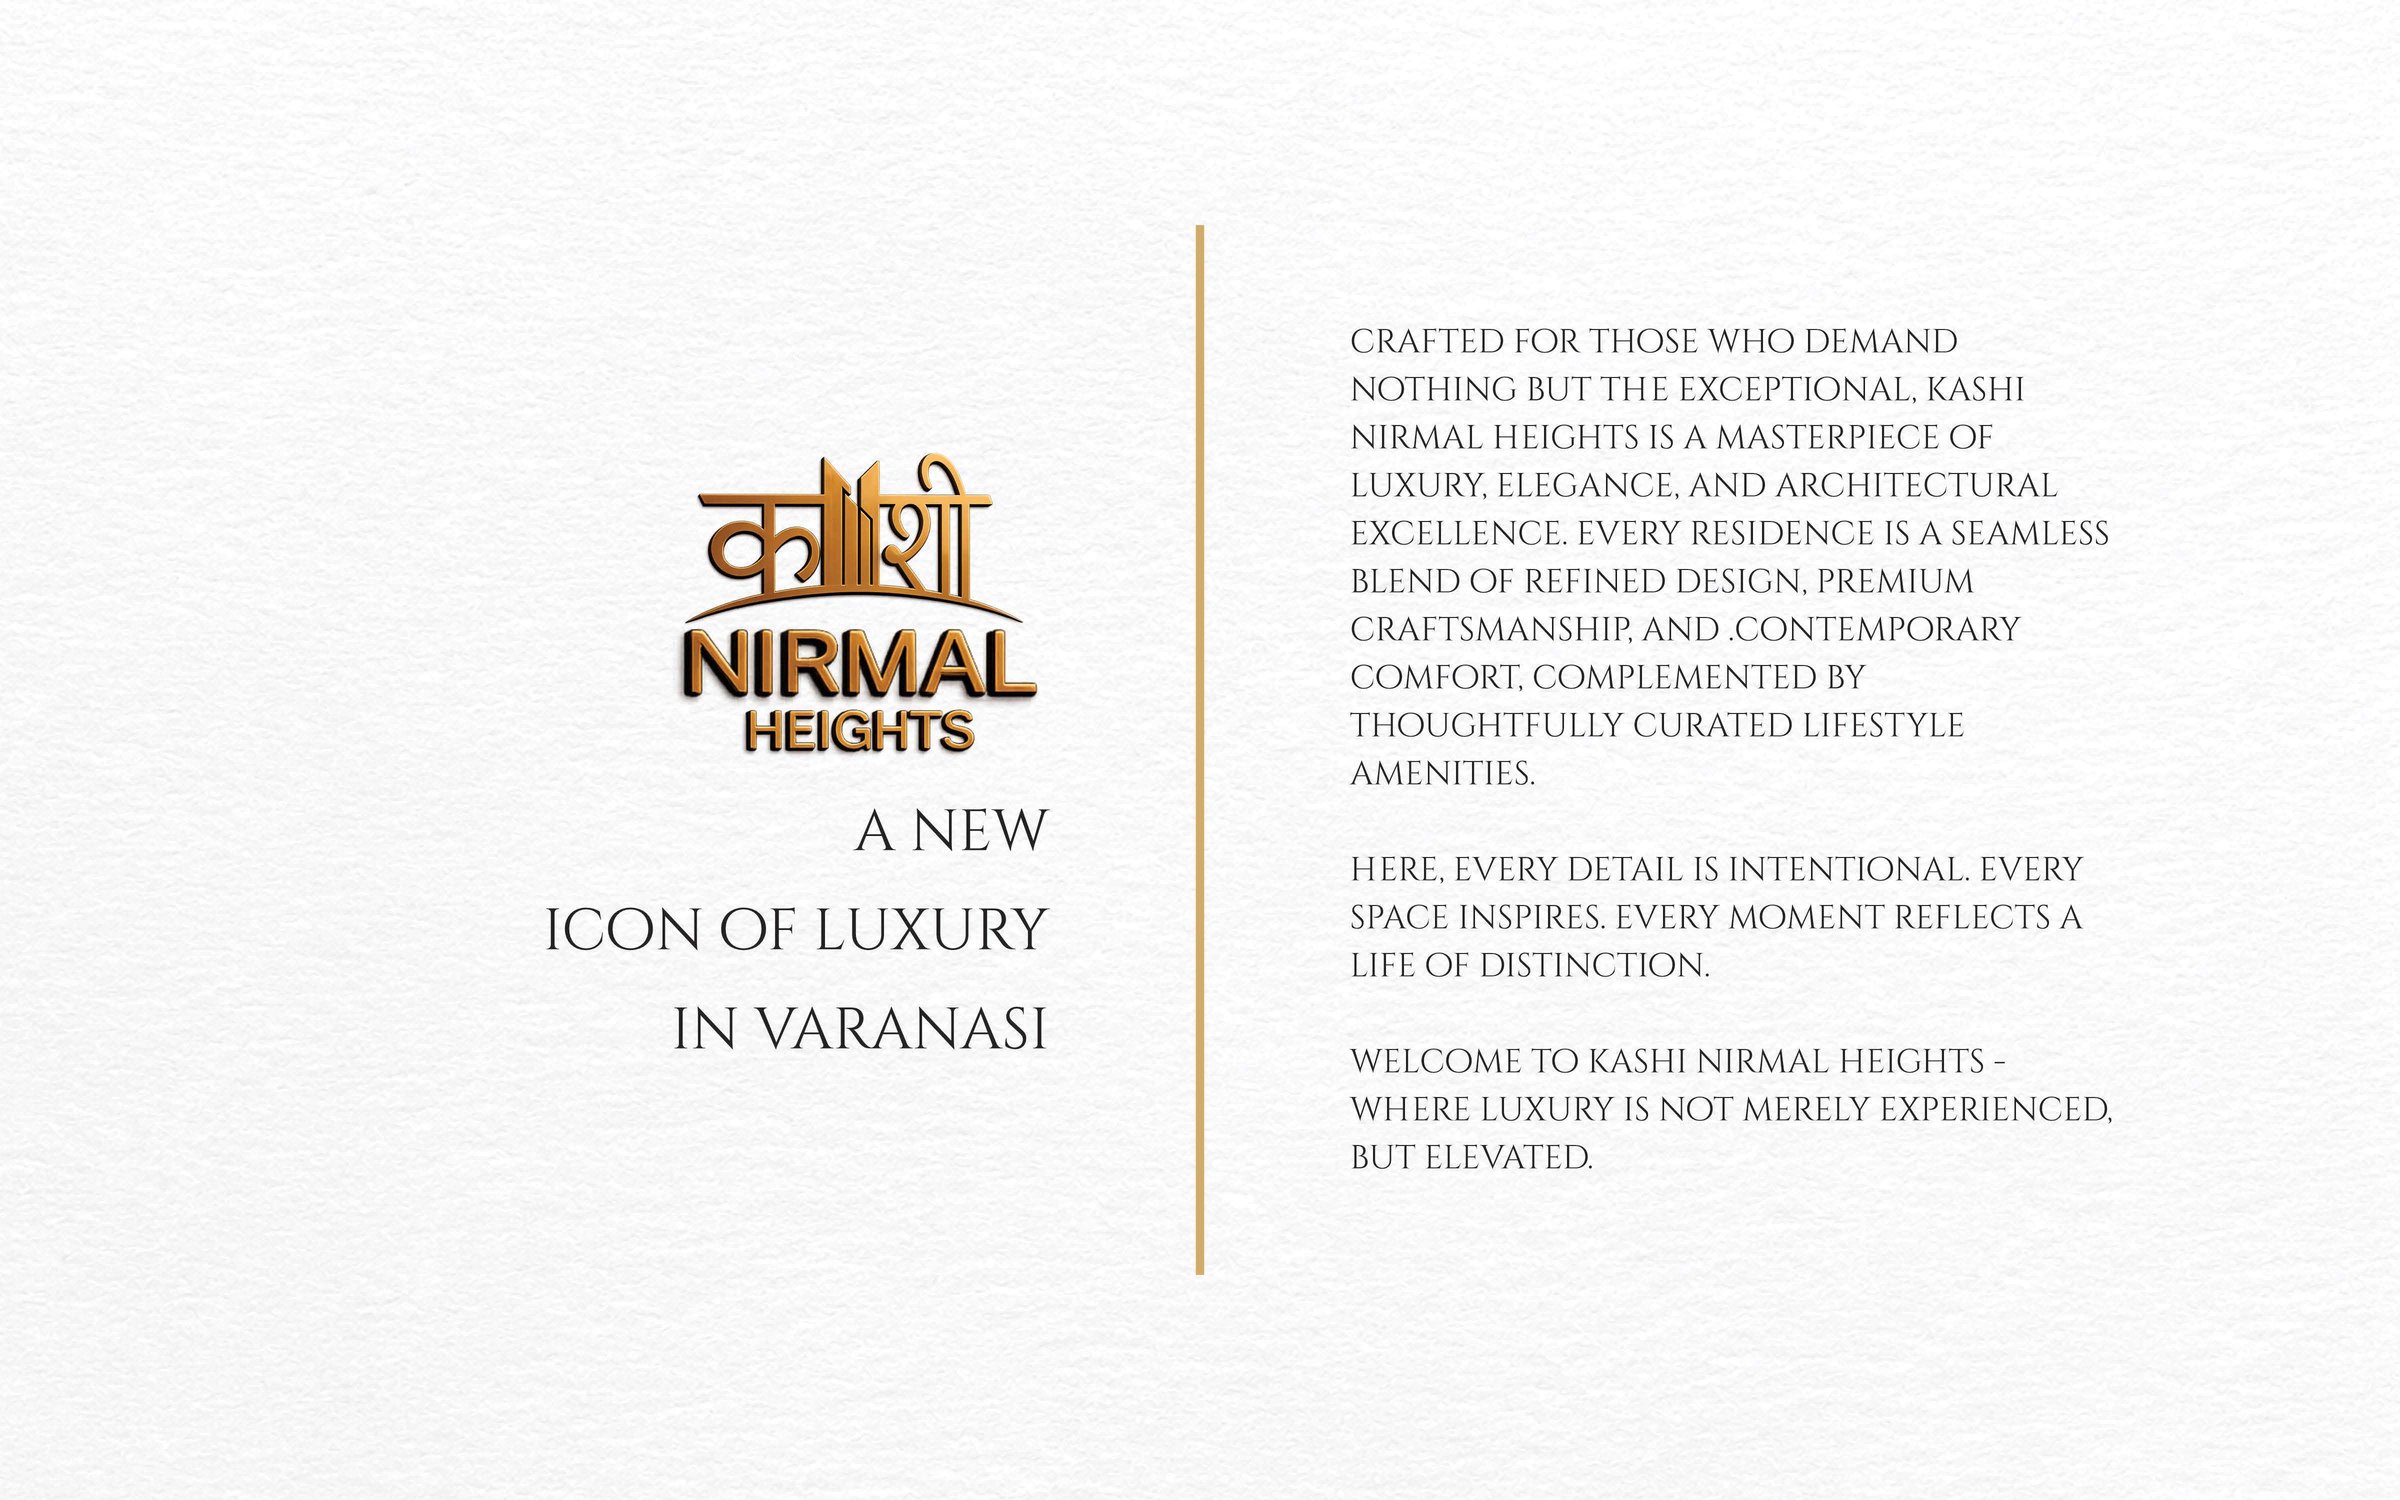 काशी
NIRMAL
HEIGHTS
A NEW
ICON OF LUXURY
IN VARANASI
CRAFTED FOR THOSE WHO DEMAND
NOTHING BUT THE EXCEPTIONAL, KASHI
NIRMAL HEIGHTS IS A MASTERPIECE OF
LUXURY, ELEGANCE, AND ARCHITECTURAL
EXCELLENCE. EVERY RESIDENCE IS A SEAMLESS
BLEND OF REFINED DESIGN, PREMIUM
CRAFTSMANSHIP, AND .CONTEMPORARY
COMFORT, COMPLEMENTED BY
THOUGHTFULLY CURATED LIFESTYLE
AMENITIES.
HERE, EVERY DETAIL IS INTENTIONAL. EVERY
SPACE INSPIRES. EVERY MOMENT REFLECTS A
LIFE OF DISTINCTION.
WELCOME TO KASHI NIRMAL HEIGHTS -
WHERE LUXURY IS NOT MERELY EXPERIENCED,
BUT ELEVATED.